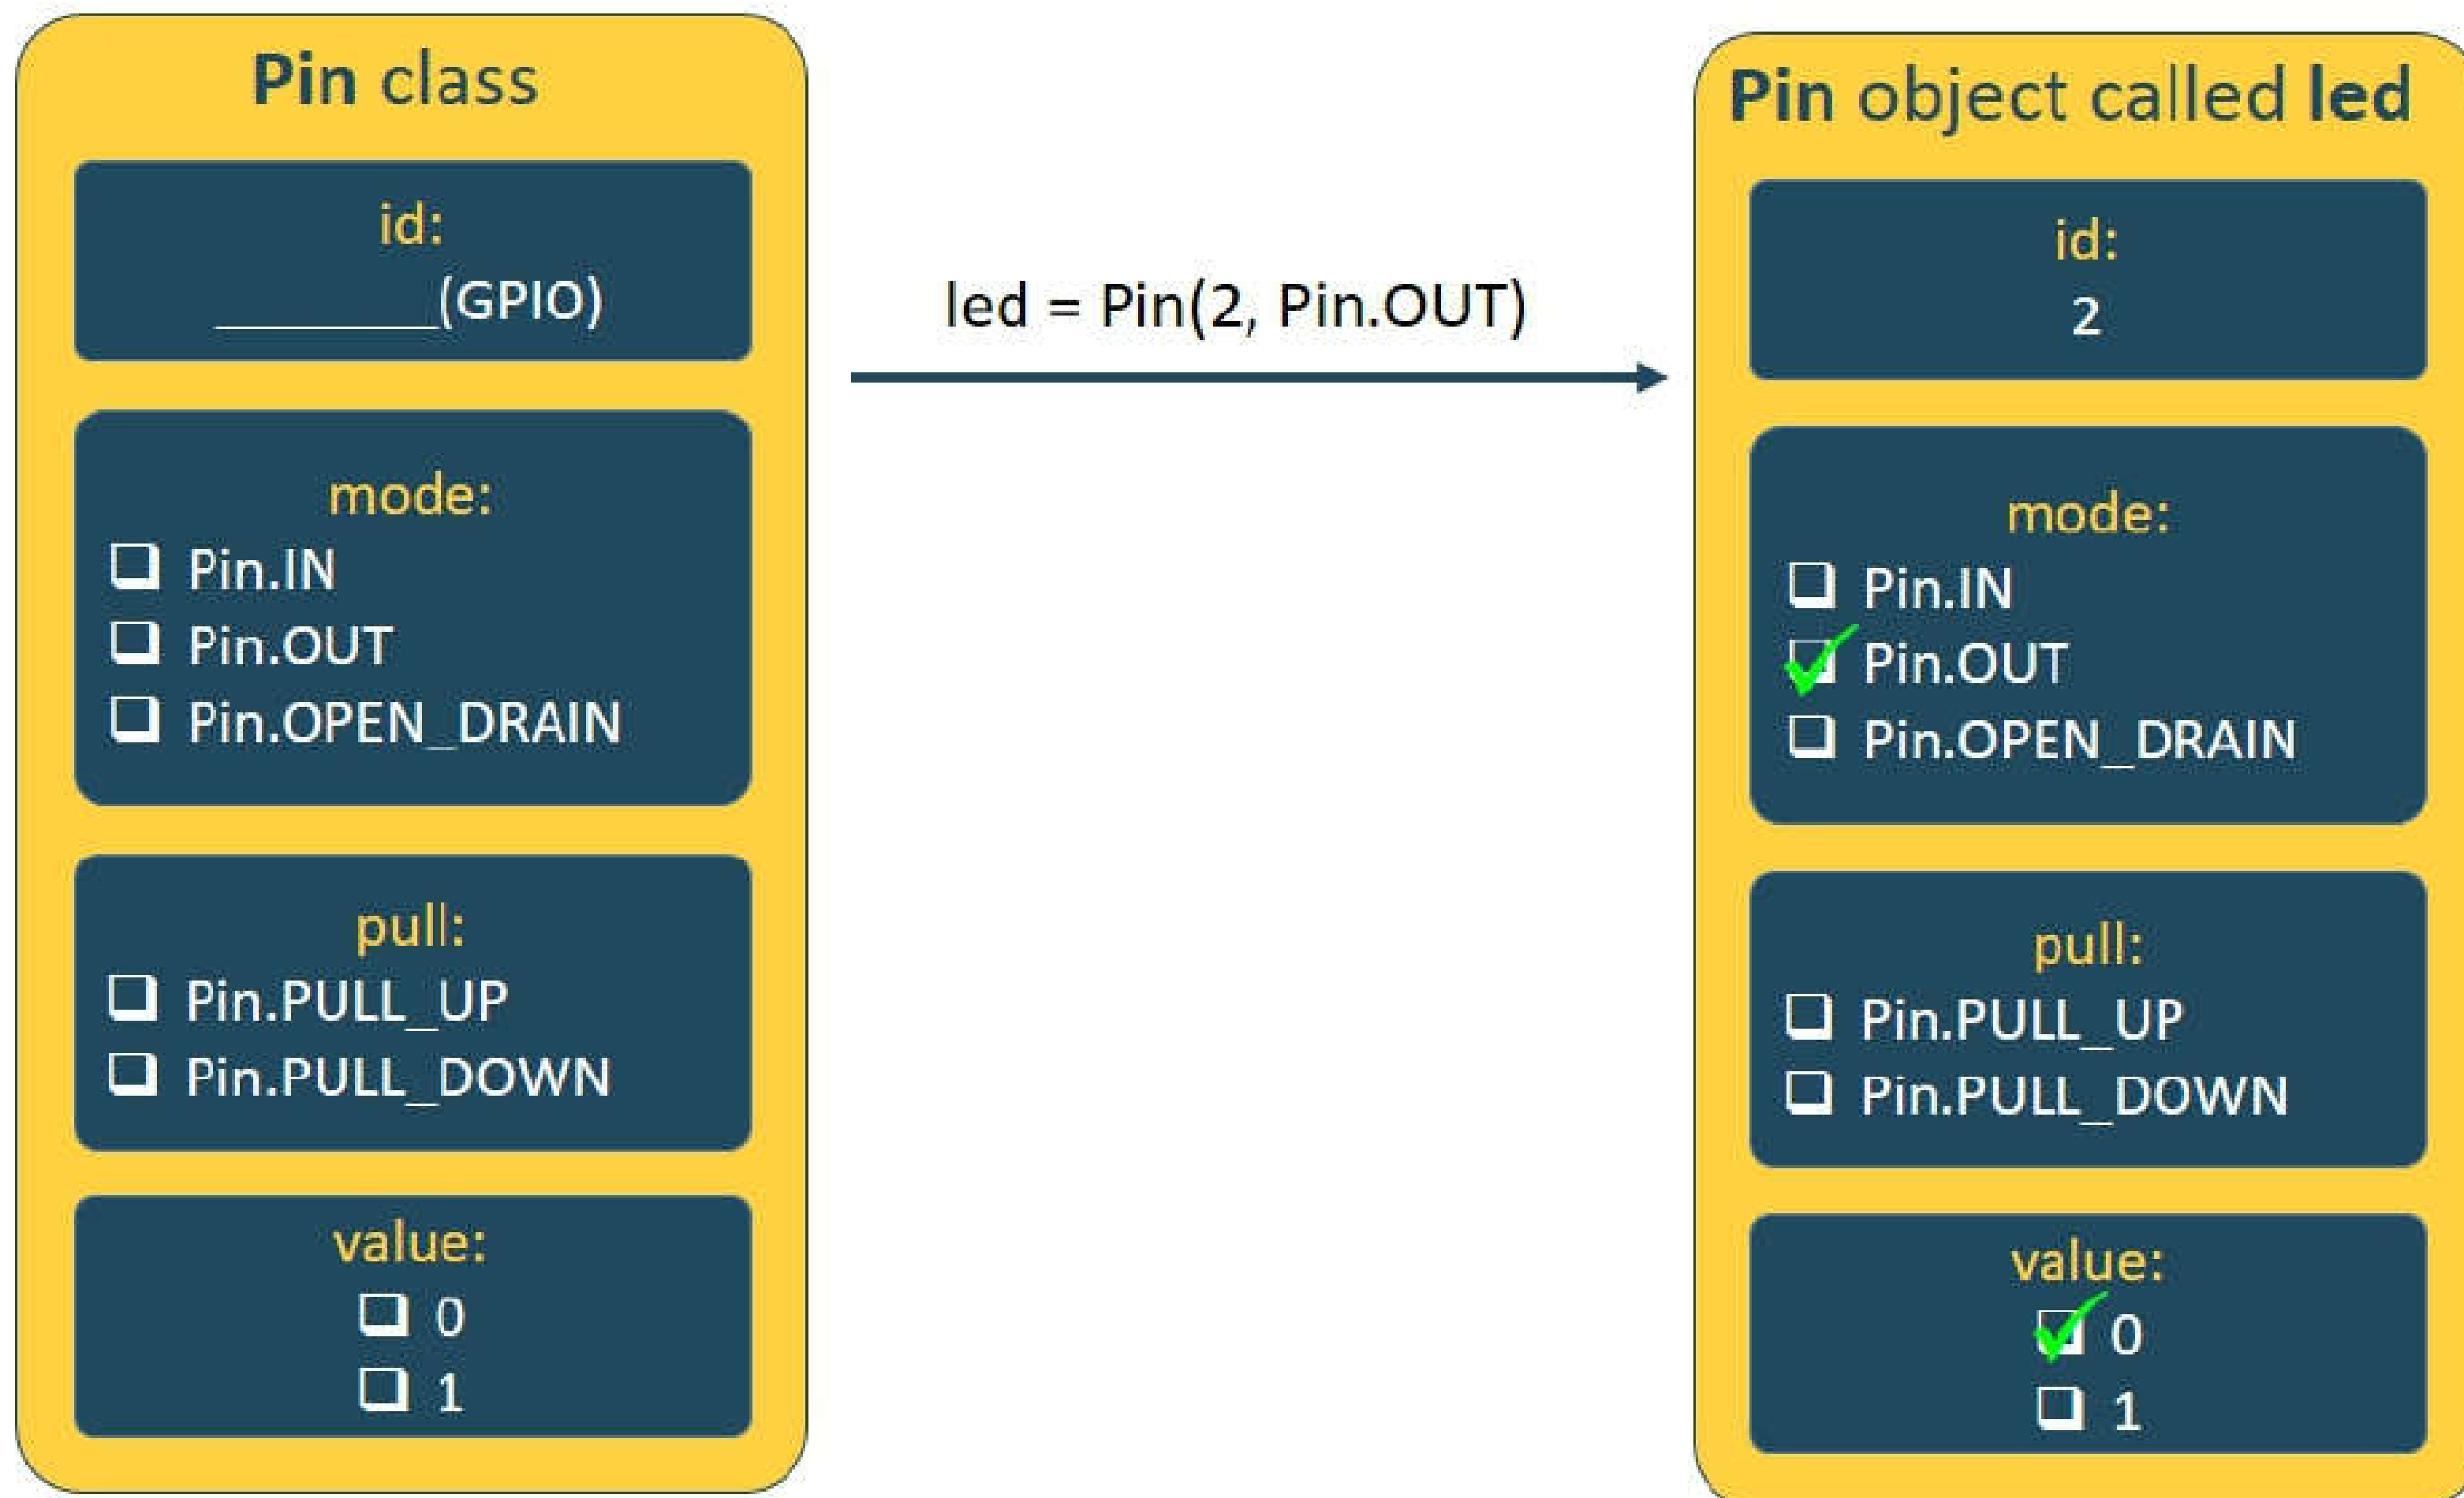 Pin class
id:
________(GPIO)
mode:
Pin.IN
Pin.OUT
Pin.OPEN_DRAIN
pull:
Pin.PULL_UP
Pin.PULL_DOWN
value:
0
1
led = Pin(2, Pin.OUT)
Pin object called led
id:
2
mode:
Pin.IN
Pin.OUT
Pin.OPEN_DRAIN
pull:
Pin.PULL_UP
Pin.PULL_DOWN
value:
0
1